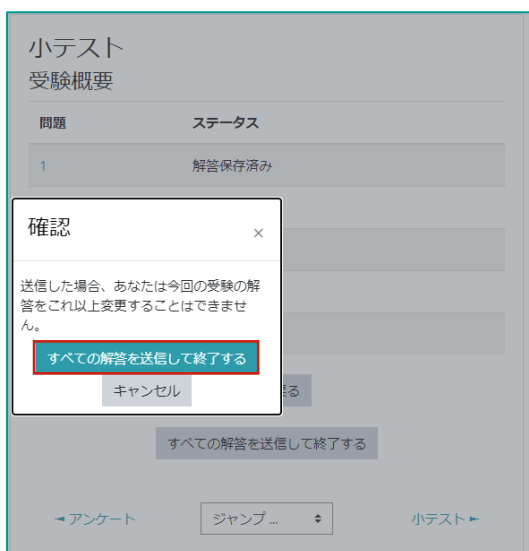 小テスト
受験概要
問題 ステータス
1 解答保存済み
確認 ×
送信した場合、あなたは今回の受験の解
答をこれ以上変更することはできませ
ん。
すべての解答を送信して終了する
キャンセル
る
すべての解答を送信して終了する
◄ アンケート ジャンプ ... 小テスト ►